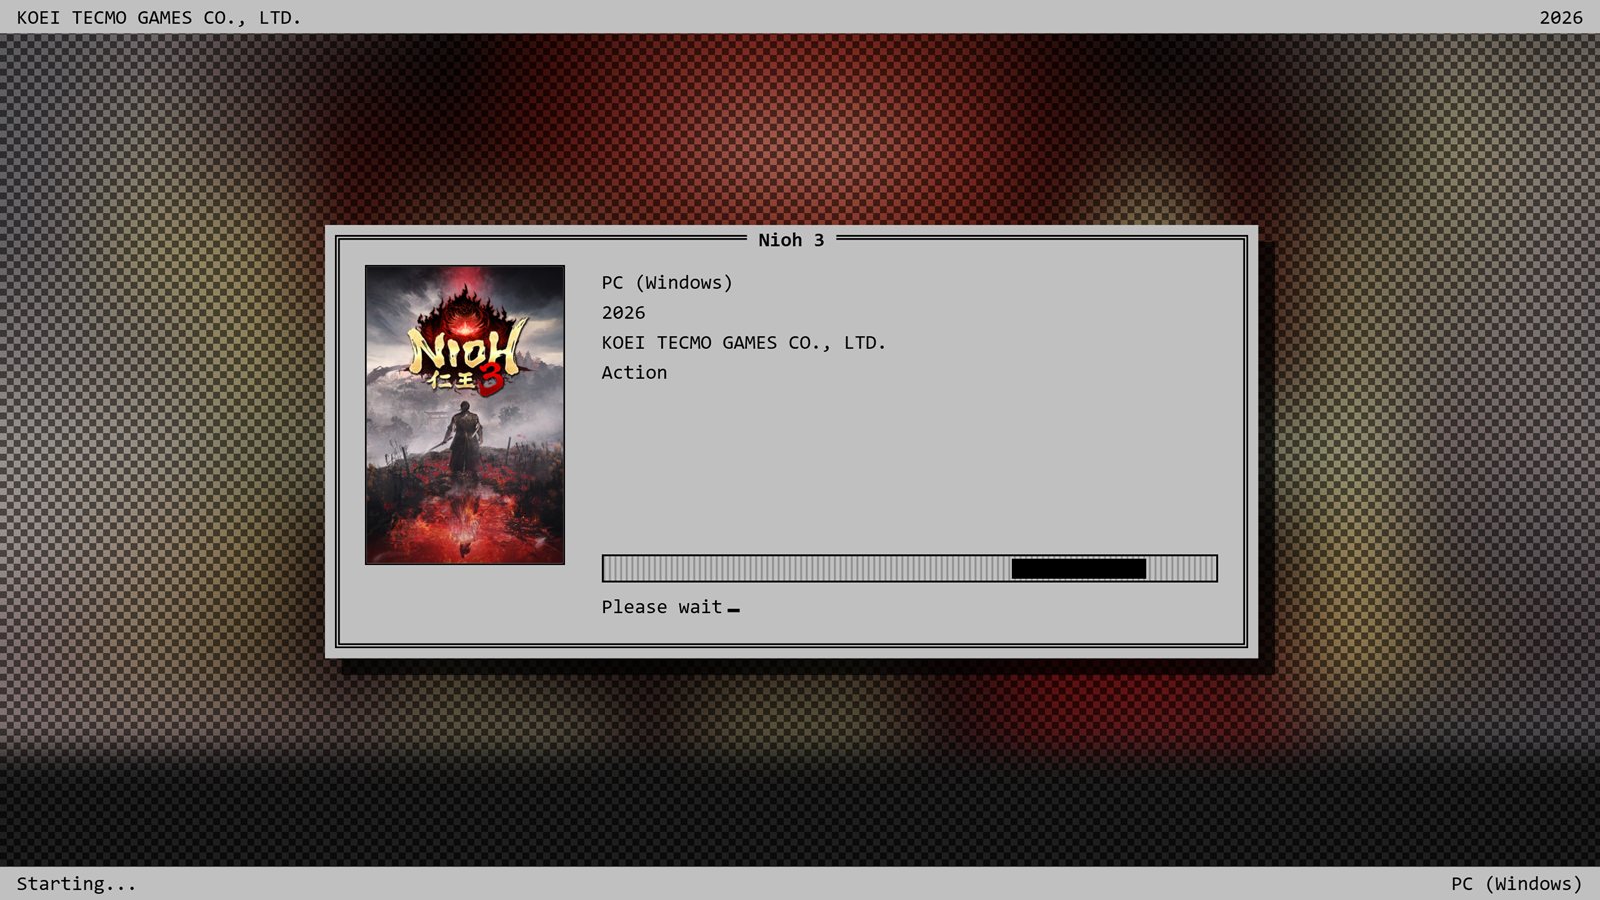 KOEI TECMO GAMES CO., LTD.
2026
Nioh 3
NIOH
仁王3
PC (Windows)
2026
KOEI TECMO GAMES CO., LTD.
Action
Please wait
Starting...
PC (Windows)